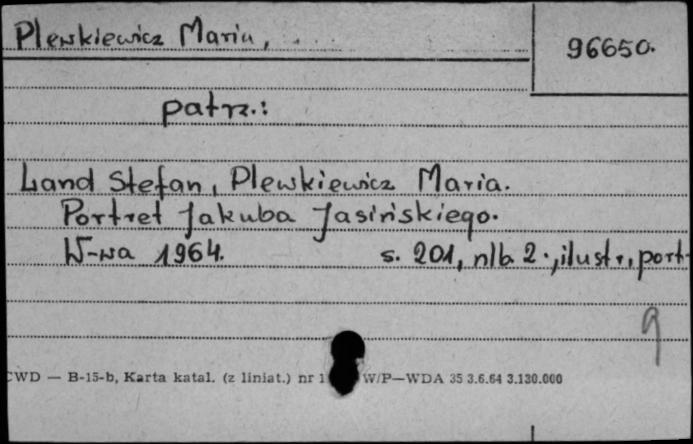 Plewkiewicz Maria,
96650.
patrz.:
Land Stefan, Plewkiewicz Maria.
Portret Jakuba Jasińskiego.
W-wa 1964. s. 201, nlb 2., ilustr., port
9
CWD — B-15-b, Karta katal. (z liniat.) nr 1 W/P—WDA 35 3.6.64 3.130.000